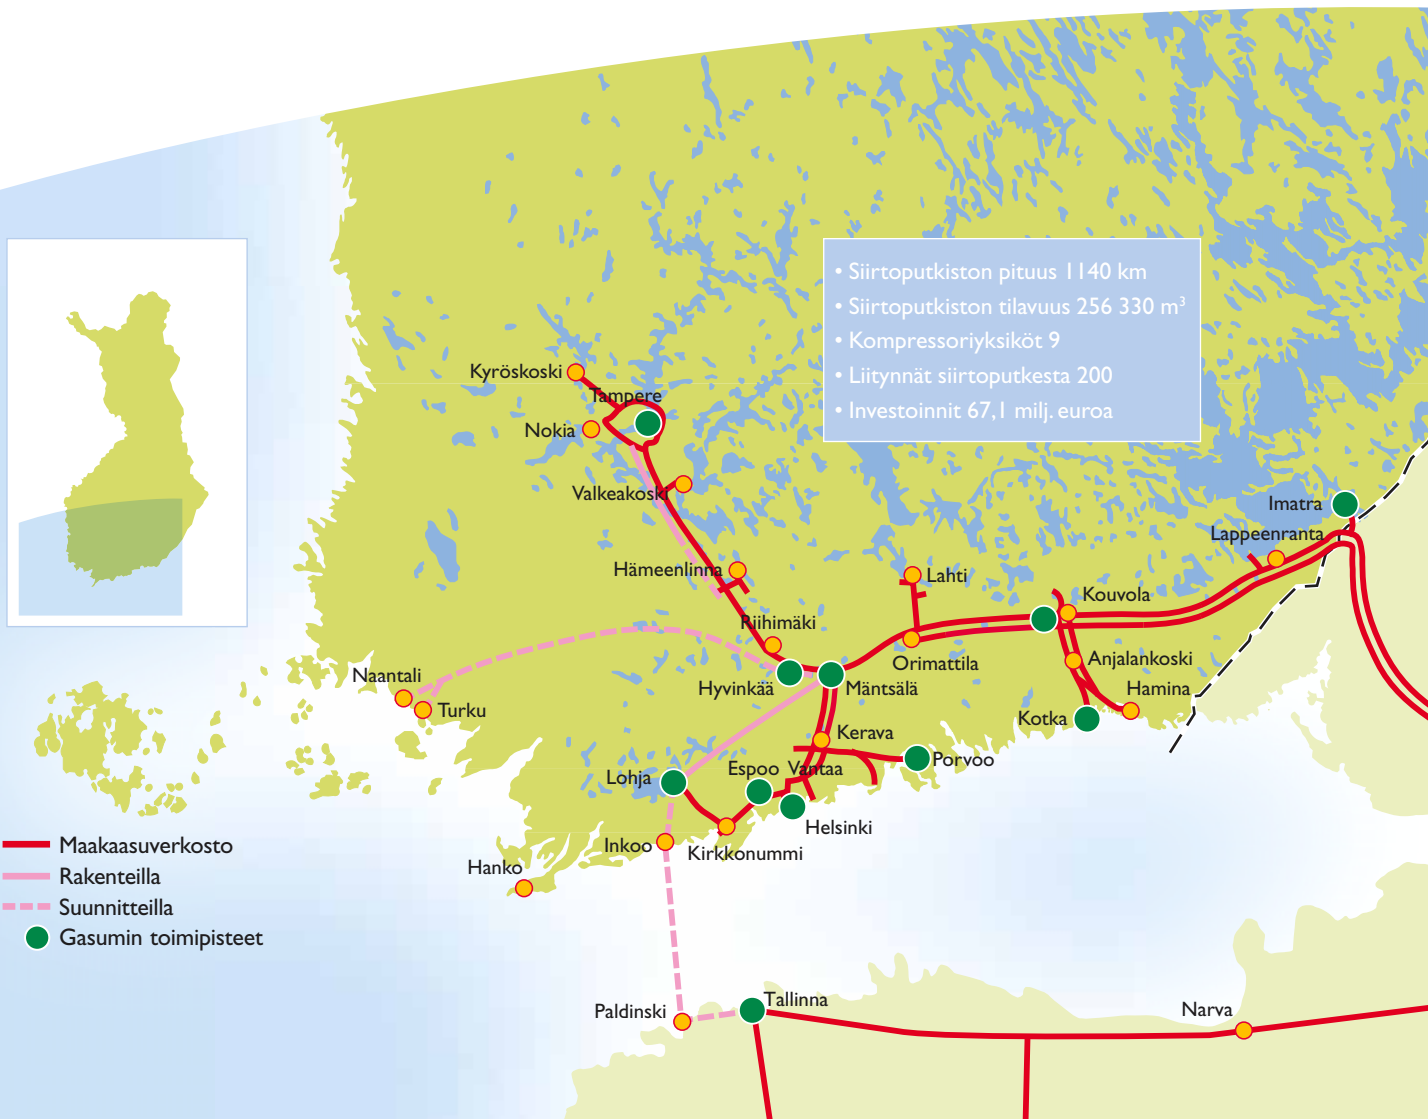 • Siirtoputkiston pituus 1140 km
• Siirtoputkiston tilavuus 256 330 m³
• Kompressoriyksiköt 9
• Liitynnät siirtoputkesta 200
• Investoinnit 67,1 milj. euroa
Kyröskoski
Tampere
Nokia
Valkeakoski
Imatra
Lappeenranta
Hämeenlinna
Lahti
Kouvola
Riihimäki
Orimattila
Anjalankoski
Naantali
Hyvinkää
Mäntsälä
Hamina
Turku
Kotka
Kerava
Porvoo
Lohja
Espoo
Vantaa
Helsinki
Inkoo
Kirkkonummi
Hanko
Maakaasuverkosto
Rakenteilla
Suunnitteilla
Gasumin toimipisteet
Paldinski
Tallinna
Narva